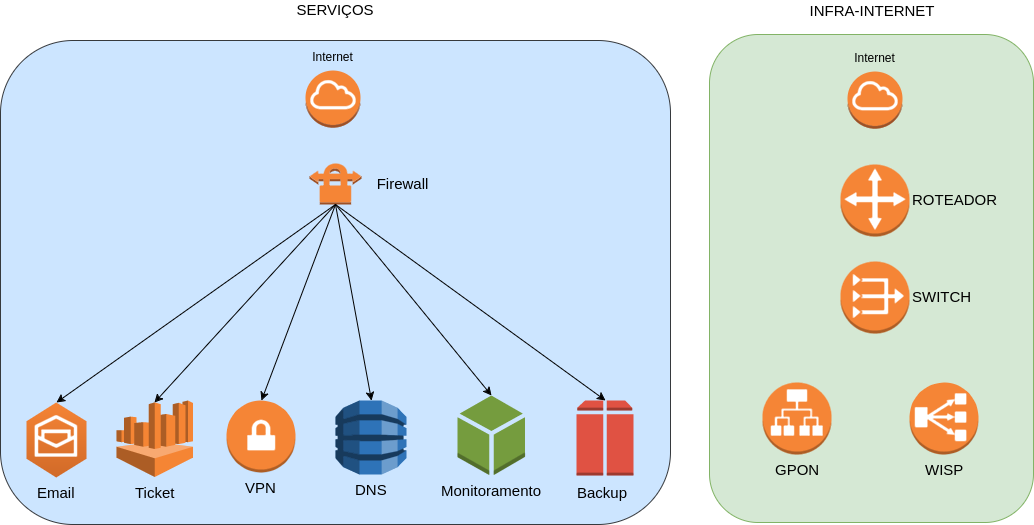 SERVIÇOS
Internet
Firewall
Email
Ticket
VPN
DNS
Monitoramento
Backup
INFRA-INTERNET
Internet
ROTEADOR
SWITCH
GPON
WISP